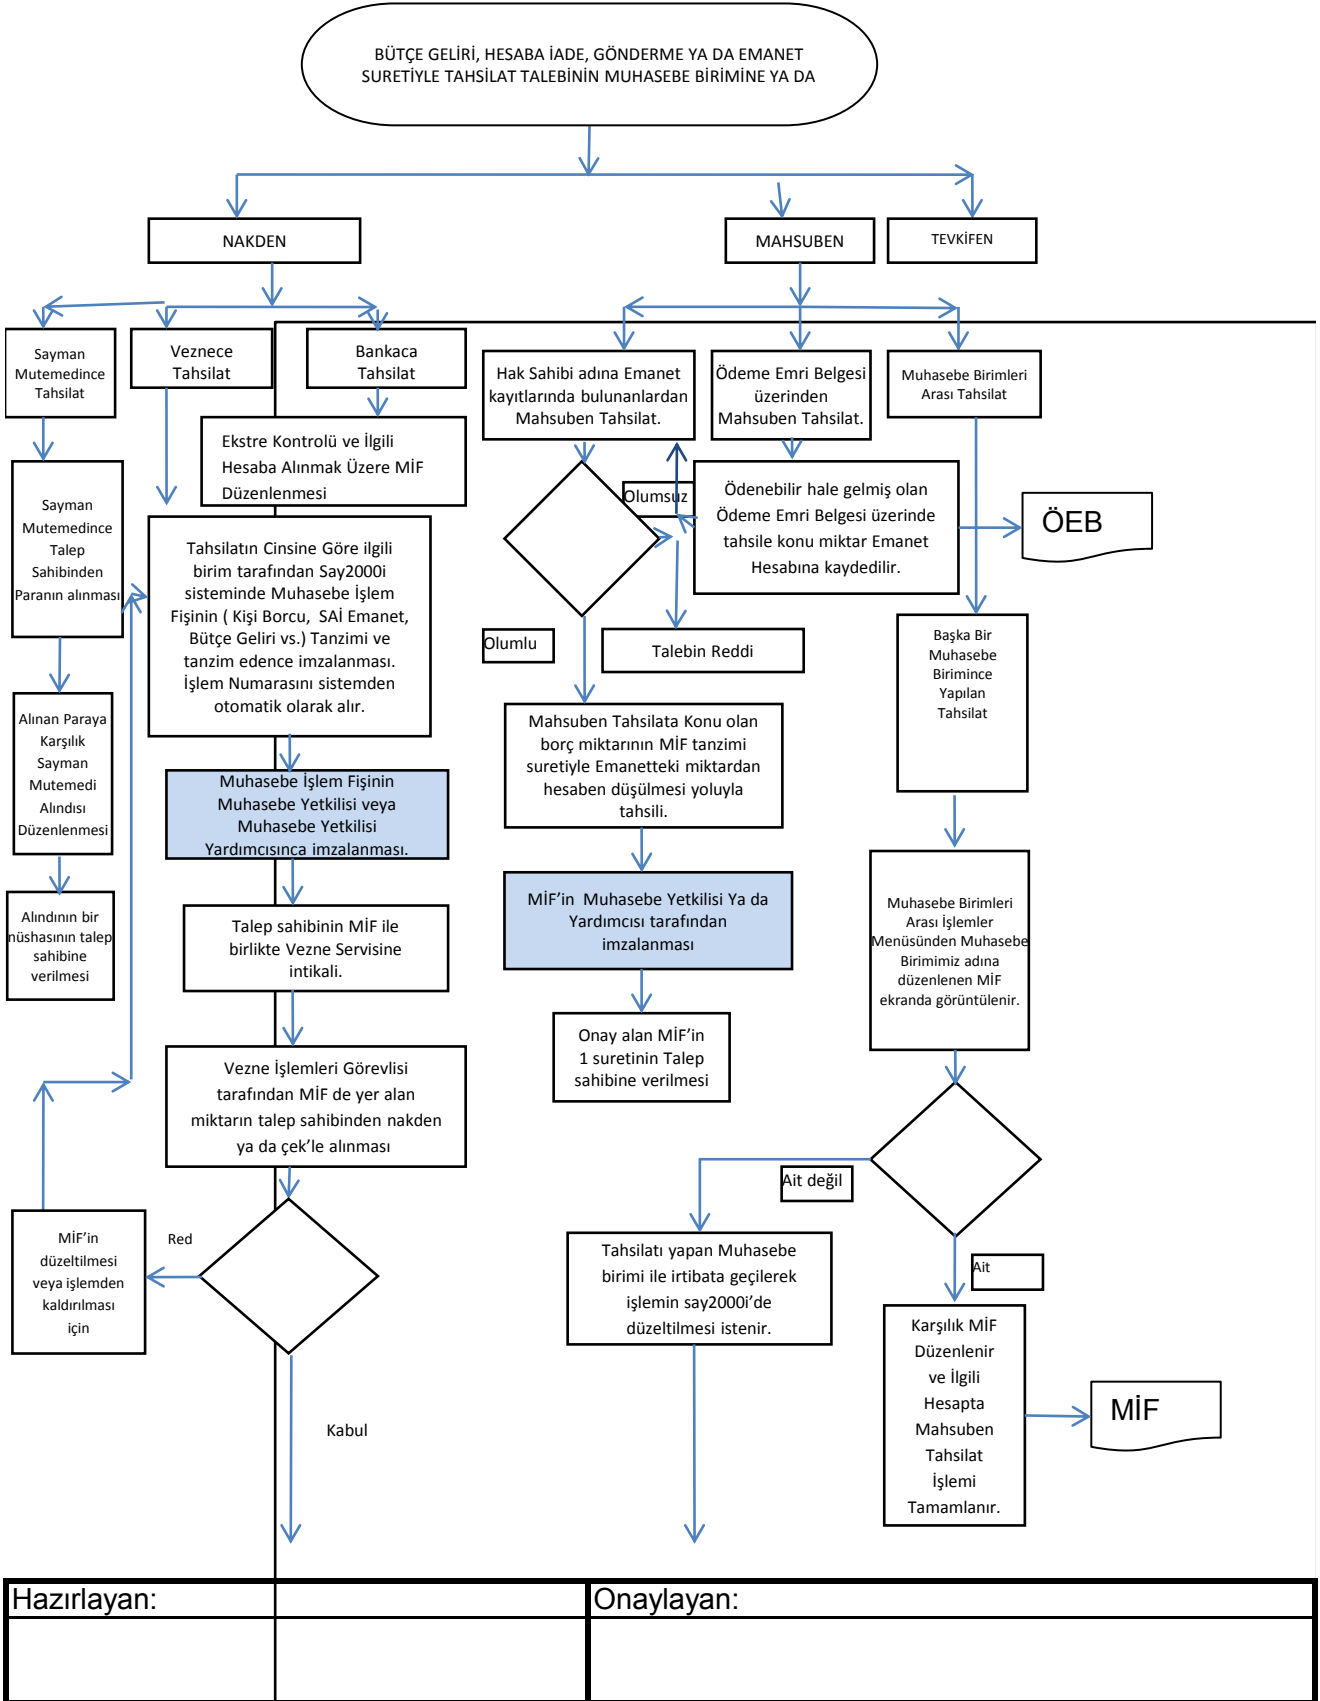 BÜTÇE GELİRİ, HESABA İADE, GÖNDERME YA DA EMANET
SURETİYLE TAHSİLAT TALEBİNİN MUHASEBE BİRİMİNE YA DA
NAKDEN
MAHSUBEN
TEVKİFEN
Sayman
Mutemedince
Tahsilat
Veznece
Tahsilat
Bankaca
Tahsilat
Hak Sahibi adına Emanet
kayıtlarında bulunanlardan
Mahsuben Tahsilat.
Ödeme Emri Belgesi
üzerinden
Mahsuben Tahsilat.
Muhasebe Birimleri
Arası Tahsilat
Ekstre Kontrolü ve İlgili
Hesaba Alınmak Üzere MİF
Düzenlenmesi
Sayman
Mutemedince
Talep
Sahibinden
Paranın alınması
Olumsuz
Ödenebilir hale gelmiş olan
Ödeme Emri Belgesi üzerinde
tahsile konu miktar Emanet
Hesabına kaydedilir.
ÖEB
Tahsilatın Cinsine Göre ilgili
birim tarafından Say2000i
sisteminde Muhasebe İşlem
Fişinin ( Kişi Borcu, SAİ Emanet,
Bütçe Geliri vs.) Tanzimi ve
tanzim edence imzalanması.
İşlem Numarasını sistemden
otomatik olarak alır.
Olumlu
Talebin Reddi
Başka Bir
Muhasebe
Birimince
Yapılan
Tahsilat
Alınan Paraya
Karşılık
Sayman
Mutemedi
Alındısı
Düzenlenmesi
Mahsuben Tahsilata Konu olan
borç miktarının MİF tanzimi
suretiyle Emanetteki miktardan
hesaben düşülmesi yoluyla
tahsili.
Muhasebe İşlem Fişinin
Muhasebe Yetkilisi veya
Muhasebe Yetkilisi
Yardımcısınca imzalanması.
Alındının bir
nüshasının talep
sahibine
verilmesi
Talep sahibinin MİF ile
birlikte Vezne Servisine
intikali.
MİF’in Muhasebe Yetkilisi Ya da
Yardımcısı tarafından
imzalanması
Muhasebe Birimleri
Arası İşlemler
Menüsünden Muhasebe
Birimimiz adına
düzenlenen MİF
ekranda görüntülenir.
Onay alan MİF’in
1 suretinin Talep
sahibine verilmesi
Vezne İşlemleri Görevlisi
tarafından MİF de yer alan
miktarın talep sahibinden nakden
ya da çek’le alınması
Ait değil
MİF’in
düzeltilmesi
veya işlemden
kaldırılması
için
Red
Tahsilatı yapan Muhasebe
birimi ile irtibata geçilerek
işlemin say2000i’de
düzeltilmesi istenir.
Ait
Karşılık MİF
Düzenlenir
ve İlgili
Hesapta
Mahsuben
Tahsilat
İşlemi
Tamamlanır.
MİF
Kabul
Hazırlayan:
Onaylayan: